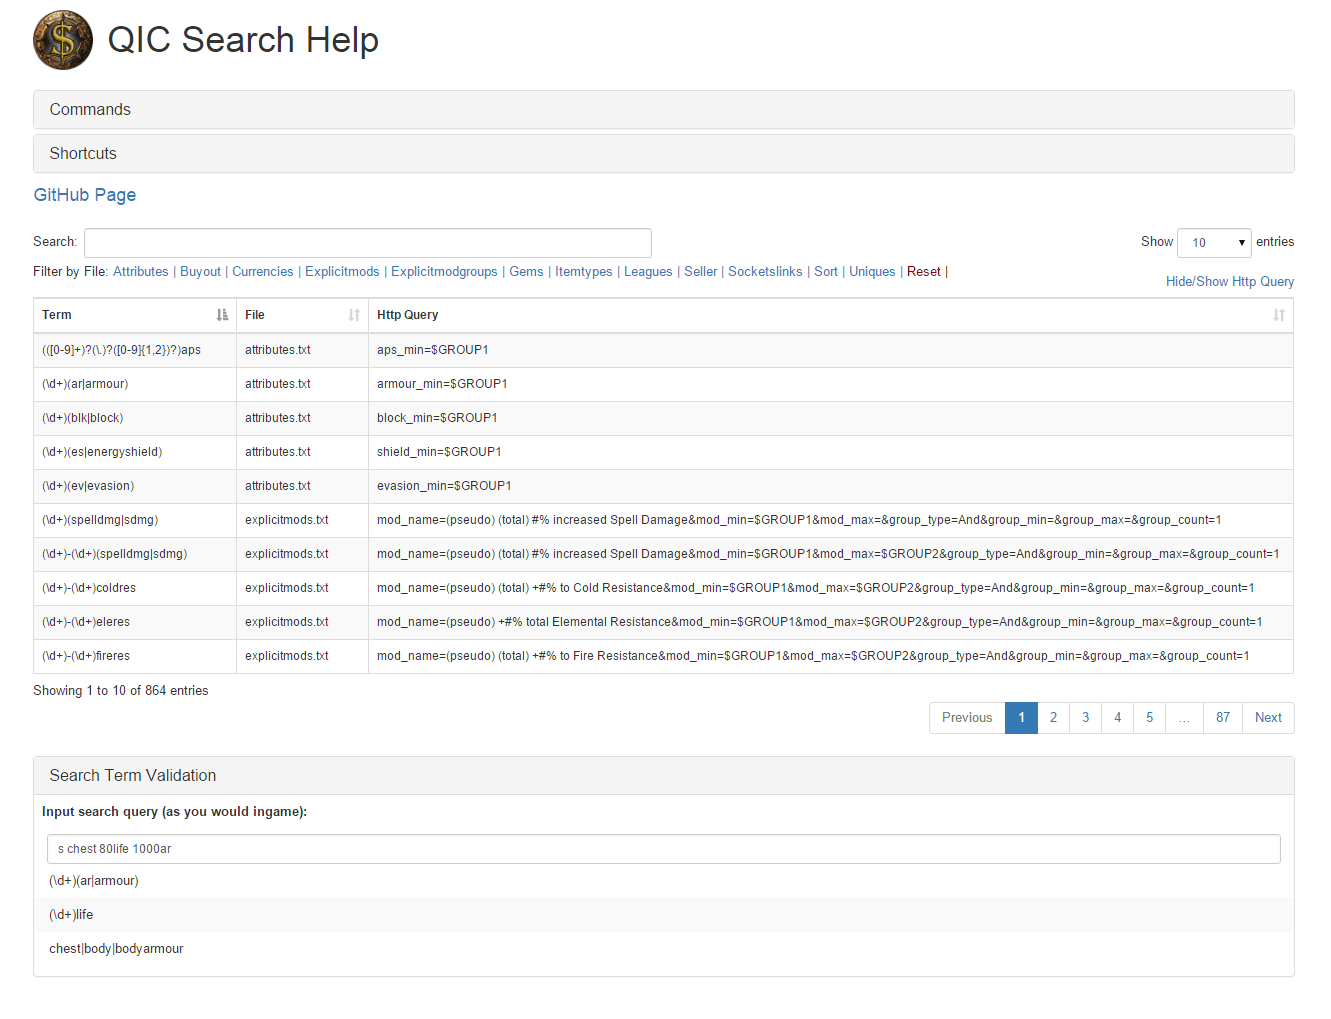 QIC Search Help
Commands
Shortcuts
GitHub Page
Search:
Show 10 entries
Filter by File: Attributes | Buyout | Currencies | Explicitmods | Explicitmodgroups | Gems | Itemtypes | Leagues | Seller | Socketslinks | Sort | Uniques | Reset |
Hide/Show Http Query
Term File Http Query
(([0-9]+)?(\.)?([0-9]{1,2})?)aps attributes.txt aps_min=$GROUP1
(\d+)(ar|armour) attributes.txt armour_min=$GROUP1
(\d+)(blk|block) attributes.txt block_min=$GROUP1
(\d+)(es|energyshield) attributes.txt shield_min=$GROUP1
(\d+)(ev|evasion) attributes.txt evasion_min=$GROUP1
(\d+)(spelldmg|sdmg) explicitmods.txt mod_name=(pseudo) (total) #% increased Spell Damage&mod_min=$GROUP1&mod_max=&group_type=And&group_min=&group_max=&group_count=1
(\d+)-(\d+)(spelldmg|sdmg) explicitmods.txt mod_name=(pseudo) (total) #% increased Spell Damage&mod_min=$GROUP1&mod_max=$GROUP2&group_type=And&group_min=&group_max=&group_count=1
(\d+)-(\d+)coldres explicitmods.txt mod_name=(pseudo) (total) +#% to Cold Resistance&mod_min=$GROUP1&mod_max=$GROUP2&group_type=And&group_min=&group_max=&group_count=1
(\d+)-(\d+)eleres explicitmods.txt mod_name=(pseudo) +#% total Elemental Resistance&mod_min=$GROUP1&mod_max=$GROUP2&group_type=And&group_min=&group_max=&group_count=1
(\d+)-(\d+)fireres explicitmods.txt mod_name=(pseudo) (total) +#% to Fire Resistance&mod_min=$GROUP1&mod_max=$GROUP2&group_type=And&group_min=&group_max=&group_count=1
Showing 1 to 10 of 864 entries
Previous 1 2 3 4 5 … 87 Next
Search Term Validation
Input search query (as you would ingame):
s chest 80life 1000ar
(\d+)(ar|armour)
(\d+)life
chest|body|bodyarmour